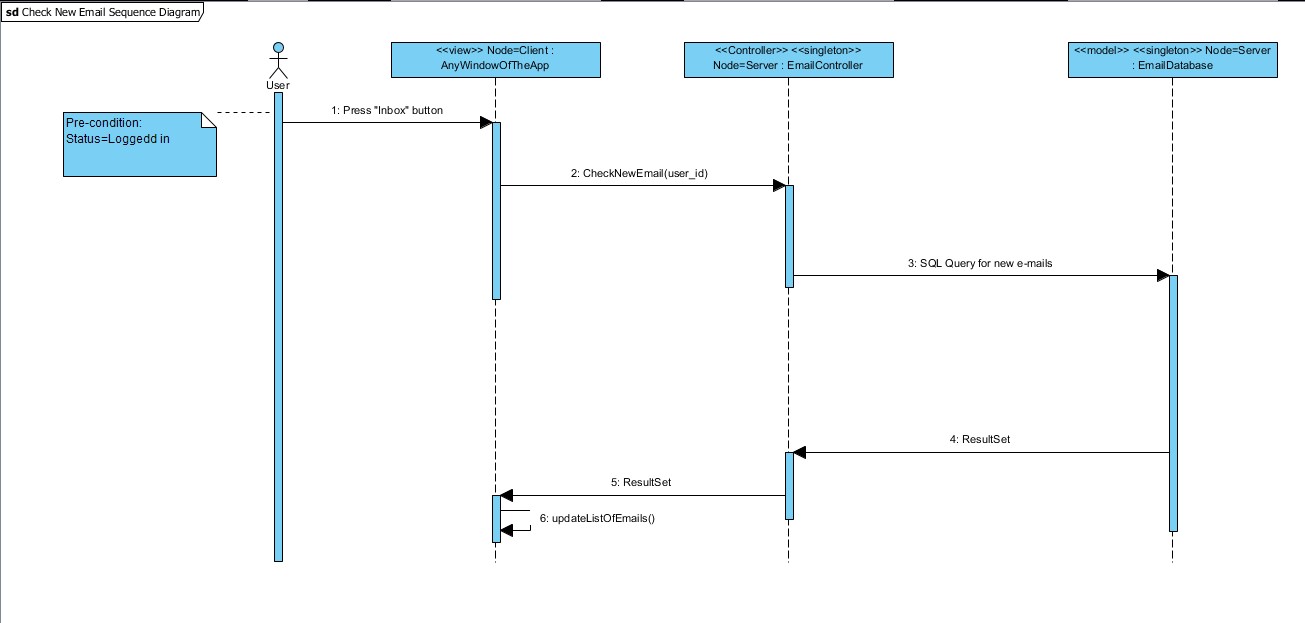 sd Check New Email Sequence Diagram
User
<<view>> Node=Client :
AnyWindowOfTheApp
<<Controller>> <<singleton>>
Node=Server : EmailController
<<model>> <<singleton>> Node=Server
: EmailDatabase
Pre-condition:
Status=Loggedd in
1: Press "Inbox" button
2: CheckNewEmail(user_id)
3: SQL Query for new e-mails
4: ResultSet
5: ResultSet
6: updateListOfEmails()